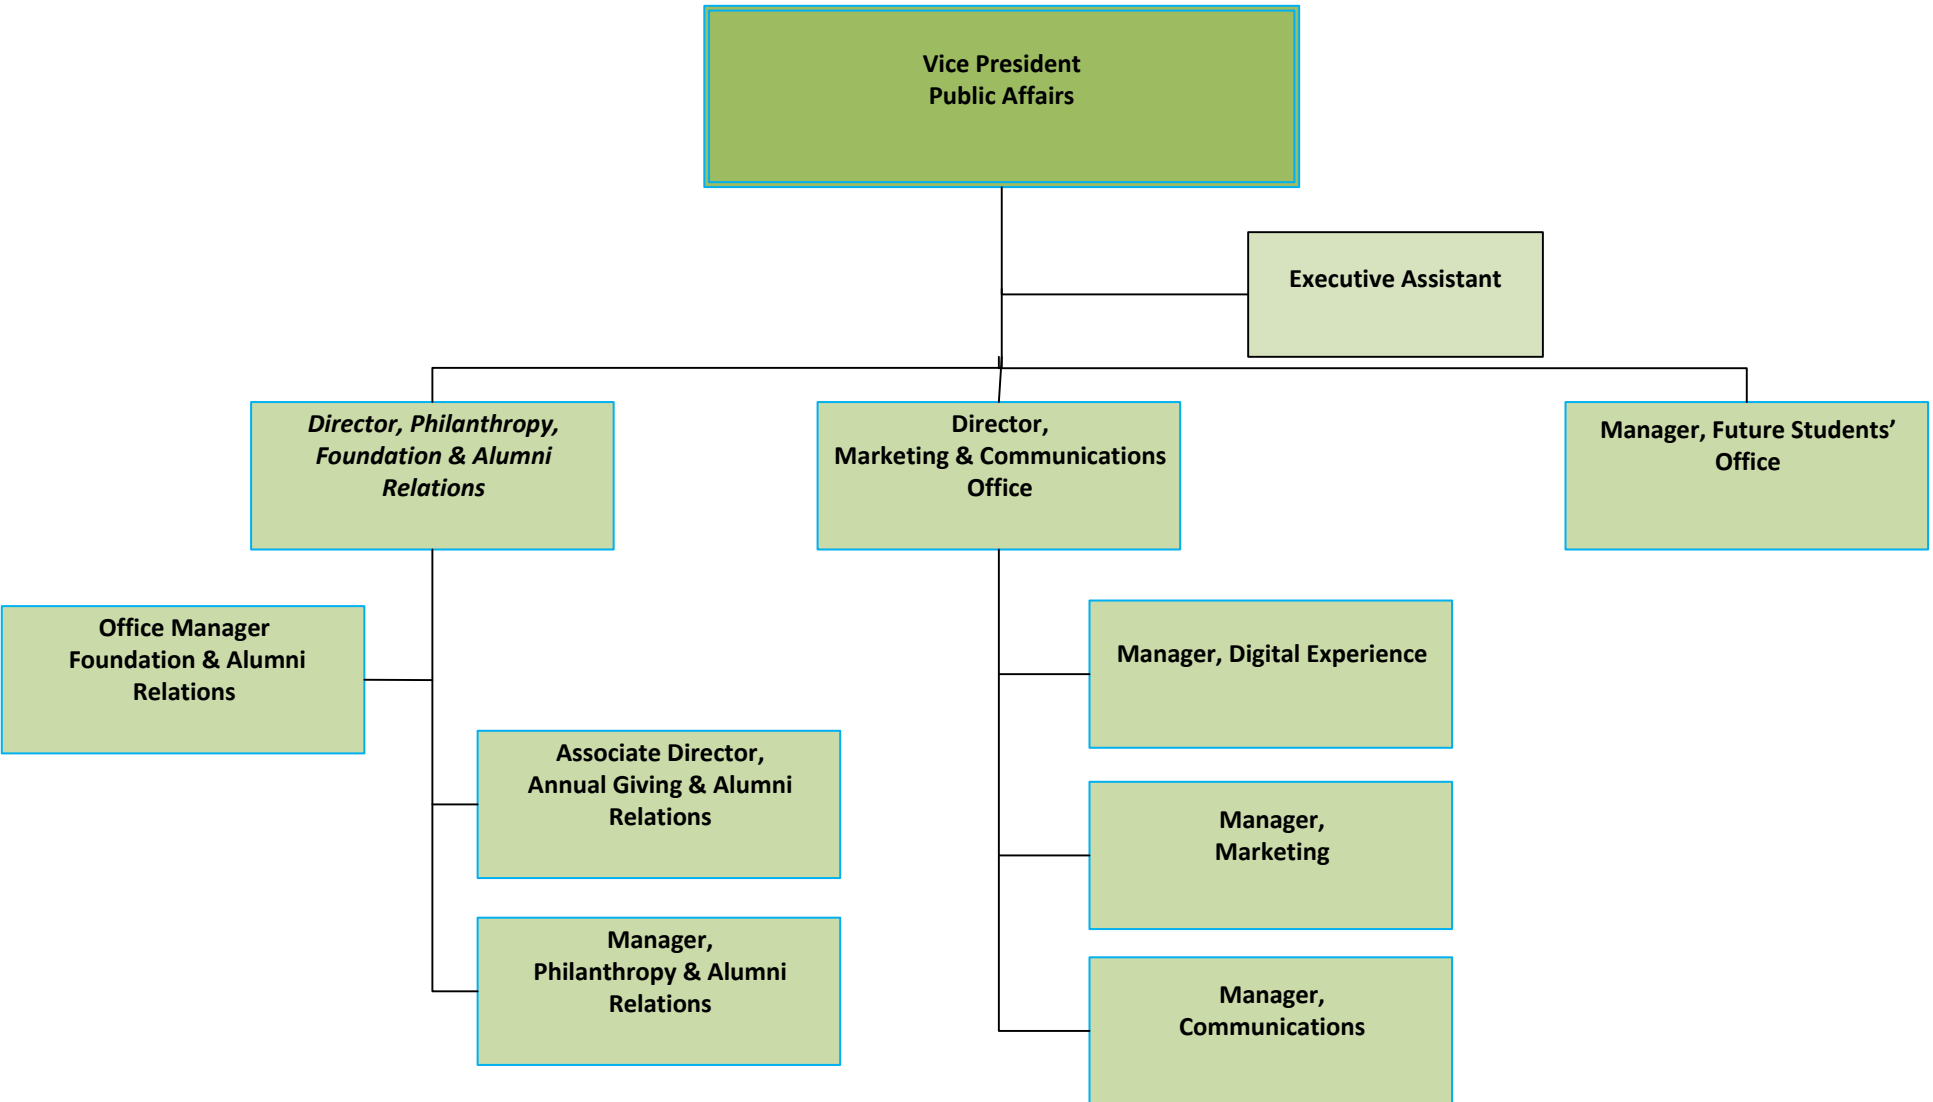 Vice President
Public Affairs
Executive Assistant
Director, Philanthropy,
Foundation & Alumni
Relations
Director,
Marketing & Communications
Office
Manager, Future Students’
Office
Office Manager
Foundation & Alumni
Relations
Manager, Digital Experience
Associate Director,
Annual Giving & Alumni
Relations
Manager,
Marketing
Manager,
Philanthropy & Alumni
Relations
Manager,
Communications